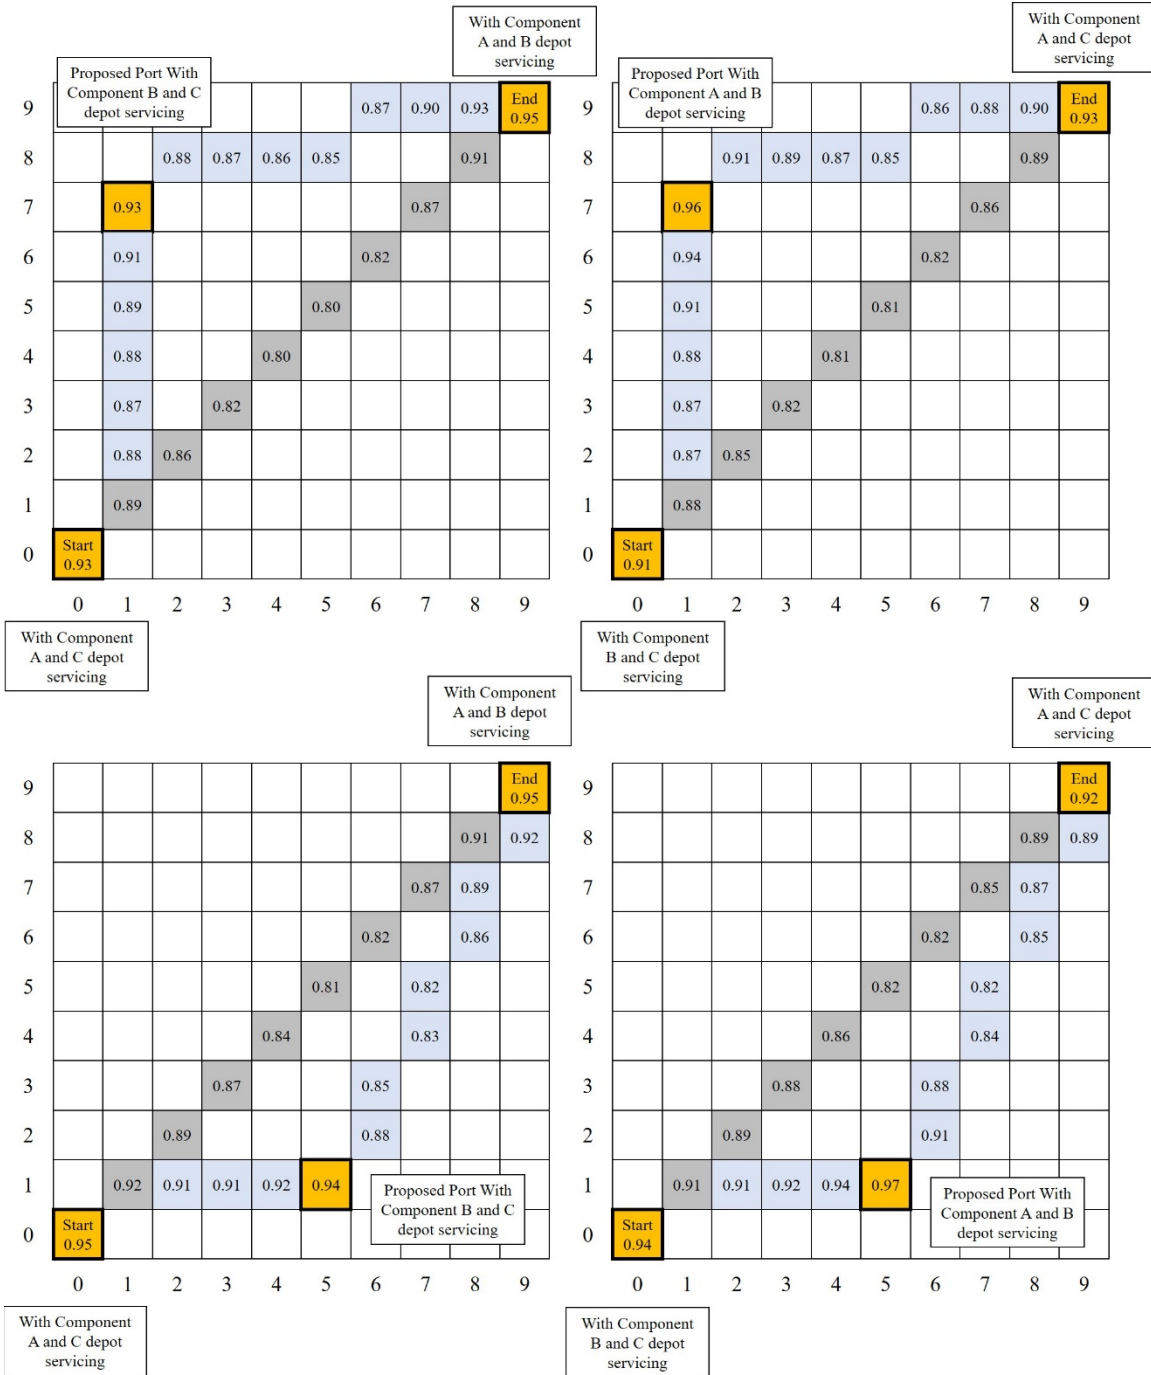 With Component
A and B depot
servicing
With Component
A and C depot
servicing
Proposed Port With
Component B and C
depot servicing
Proposed Port With
Component A and B
depot servicing
9 0.87 0.90 0.93 End
0.95
9 0.86 0.88 0.90 End
0.93
8 0.88 0.87 0.86 0.85 0.91
8 0.91 0.89 0.87 0.85 0.89
7 0.93 0.87
7 0.96 0.86
6 0.91 0.82
6 0.94 0.82
5 0.89 0.80
5 0.91 0.81
4 0.88 0.80
4 0.88 0.81
3 0.87 0.82
3 0.87 0.82
2 0.88 0.86
2 0.87 0.85
1 0.89
1 0.88
0 Start
0.93
0 Start
0.91
0 1 2 3 4 5 6 7 8 9
0 1 2 3 4 5 6 7 8 9
With Component
A and C depot
servicing
With Component
B and C depot
servicing
With Component
A and B depot
servicing
With Component
A and C depot
servicing
9 End
0.95
9 End
0.92
8 0.91 0.92
8 0.89 0.89
7 0.87 0.89
7 0.85 0.87
6 0.82 0.86
6 0.82 0.85
5 0.81 0.82
5 0.82 0.82
4 0.84 0.83
4 0.86 0.84
3 0.87 0.85
3 0.88 0.88
2 0.89 0.88
2 0.89 0.91
1 0.92 0.91 0.91 0.92 0.94
1 0.91 0.91 0.92 0.94 0.97
Proposed Port With
Component B and C
depot servicing
Proposed Port With
Component A and B
depot servicing
0 Start
0.95
0 Start
0.94
0 1 2 3 4 5 6 7 8 9
0 1 2 3 4 5 6 7 8 9
With Component
A and C depot
servicing
With Component
B and C depot
servicing